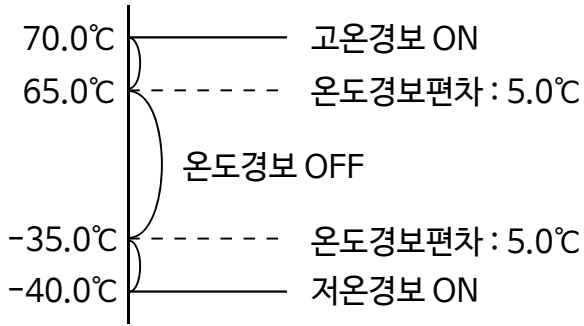 70.0℃ 고온경보 ON
65.0℃ 온도경보편차 : 5.0℃
온도경보 OFF
-35.0℃ 온도경보편차 : 5.0℃
-40.0℃ 저온경보 ON